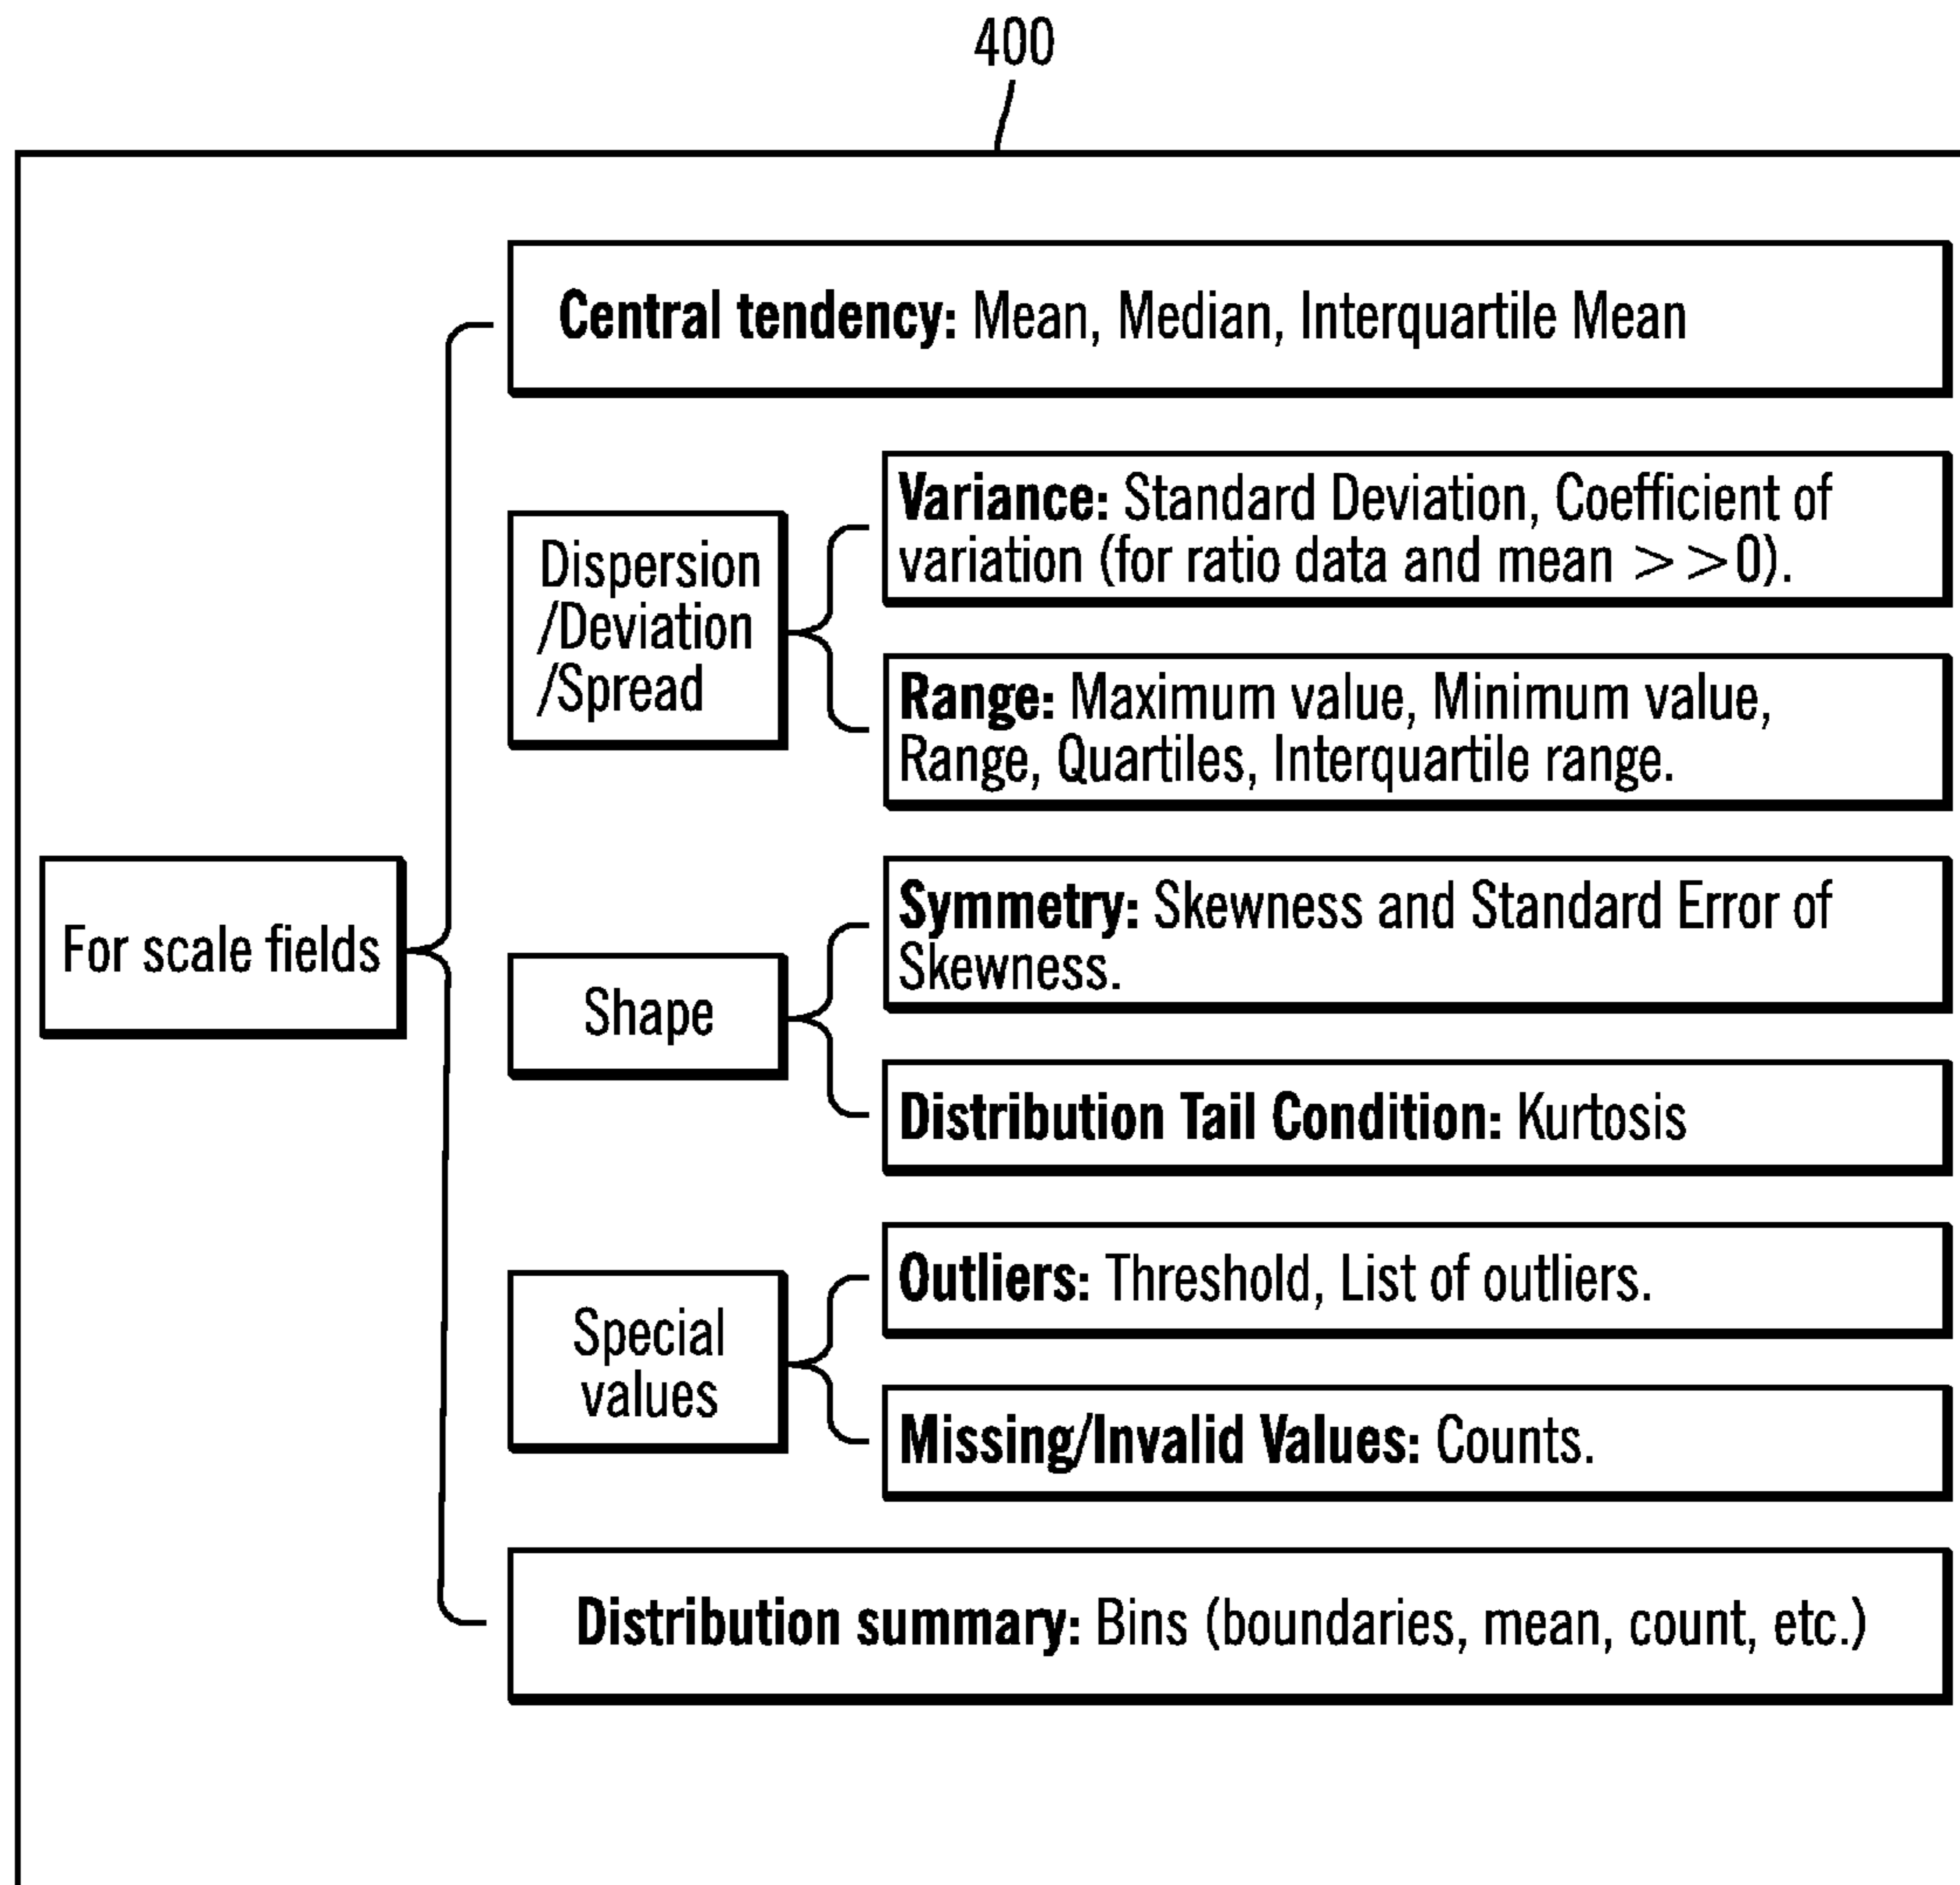 400
Central tendency: Mean, Median, Interquartile Mean
Dispersion
/Deviation
/Spread
Variance: Standard Deviation, Coefficient of
variation (for ratio data and mean >>0).
Range: Maximum value, Minimum value,
Range, Quartiles, Interquartile range.
For scale fields
Shape
Symmetry: Skewness and Standard Error of
Skewness.
Distribution Tail Condition: Kurtosis
Special
values
Outliers: Threshold, List of outliers.
Missing/Invalid Values: Counts.
Distribution summary: Bins (boundaries, mean, count, etc.)